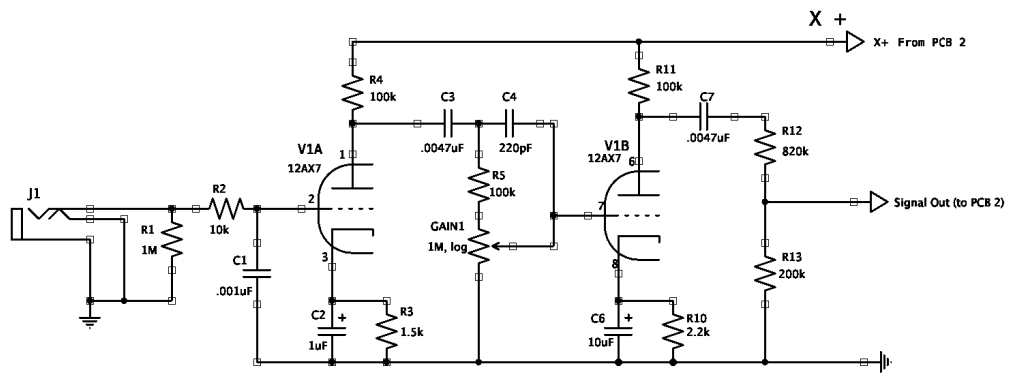 X +
X+ From PCB 2
R4
100k
R11
100k
C3
.0047uF
C4
220pF
C7
.0047uF
R12
820k
V1A
12AX7
1
2
3
V1B
12AX7
6
7
8
J1
R2
10k
R5
100k
Signal Out (to PCB 2)
R1
1M
GAIN1
1M, log
C1
.001uF
R13
200k
C2
+
1uF
R3
1.5k
C6
+
10uF
R10
2.2k